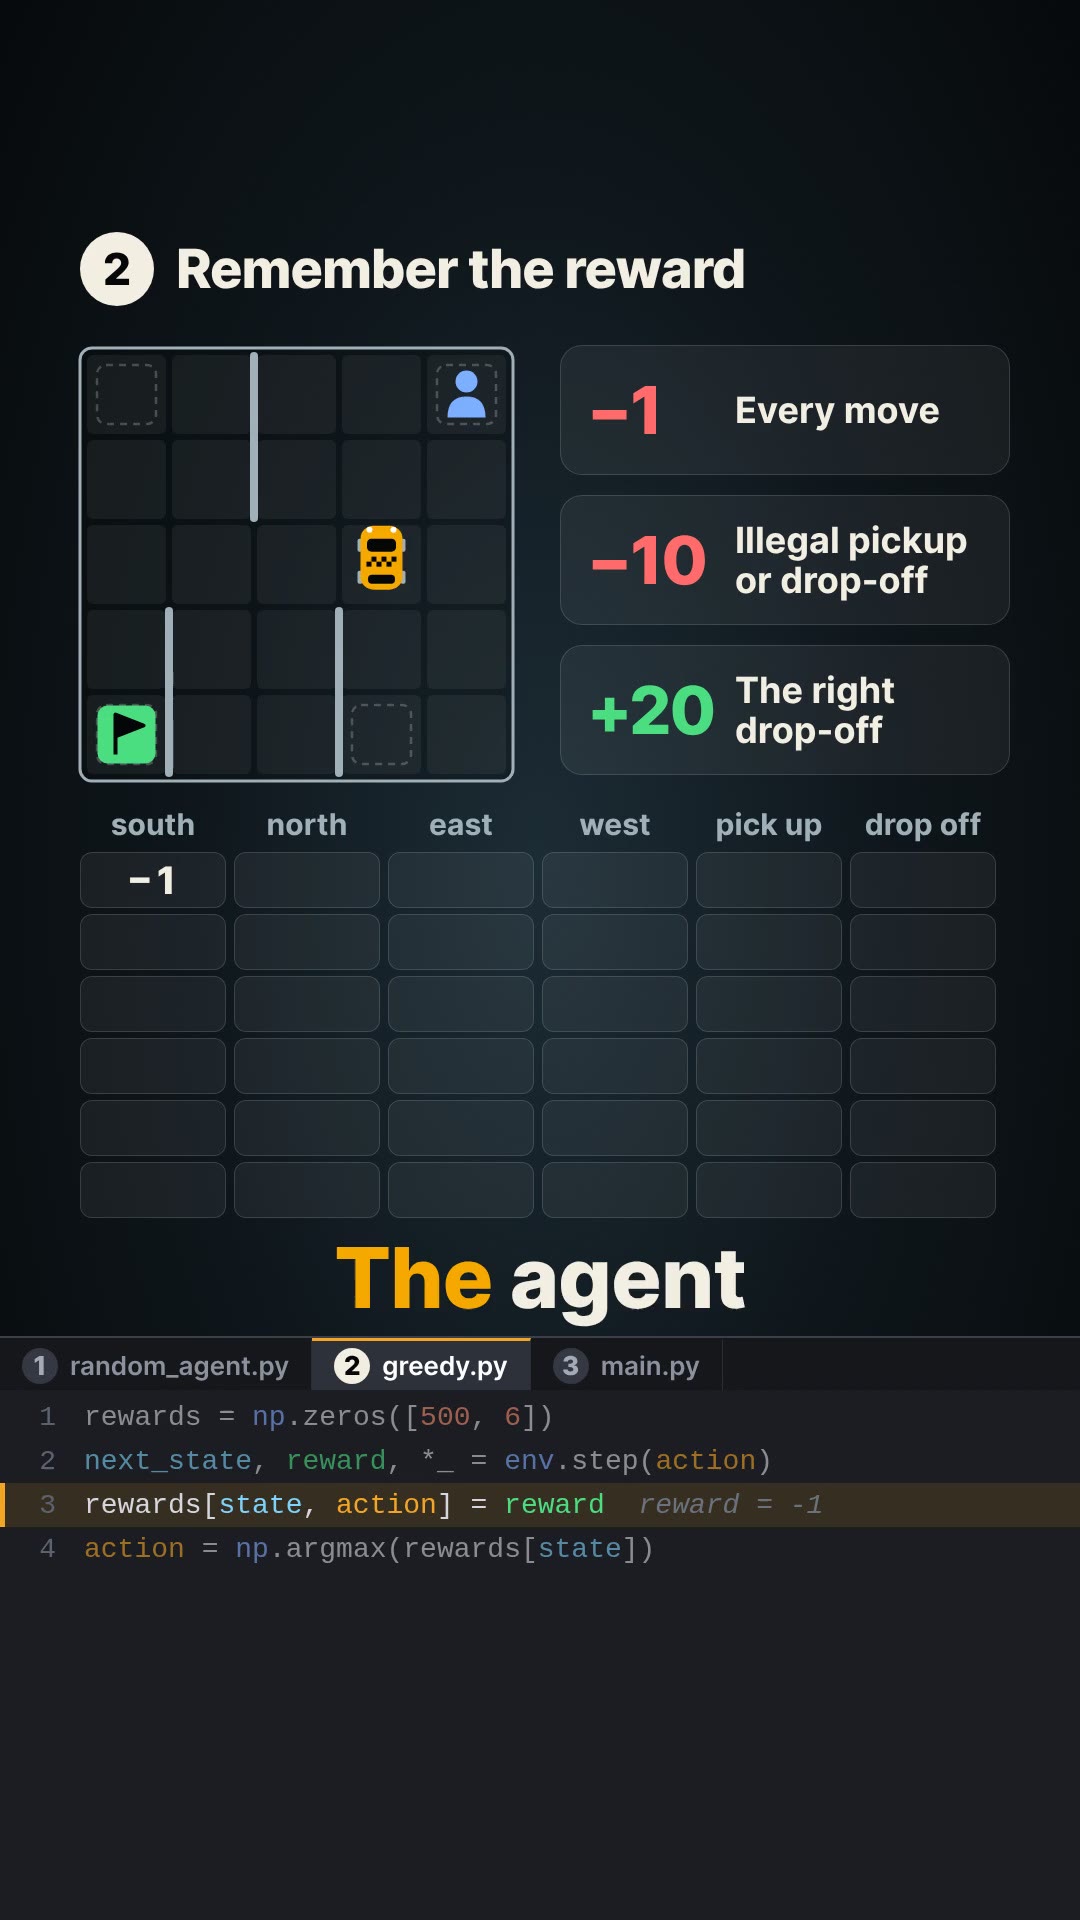 2 Remember the reward
−1 Every move
−10 Illegal pickup
or drop-off
+20 The right
drop-off
south north east west pick up drop off
−1
The agent
1 random_agent.py 2 greedy.py 3 main.py
1 rewards = np.zeros([500, 6])
2 next_state, reward, *_ = env.step(action)
3 rewards[state, action] = reward reward = -1
4 action = np.argmax(rewards[state])